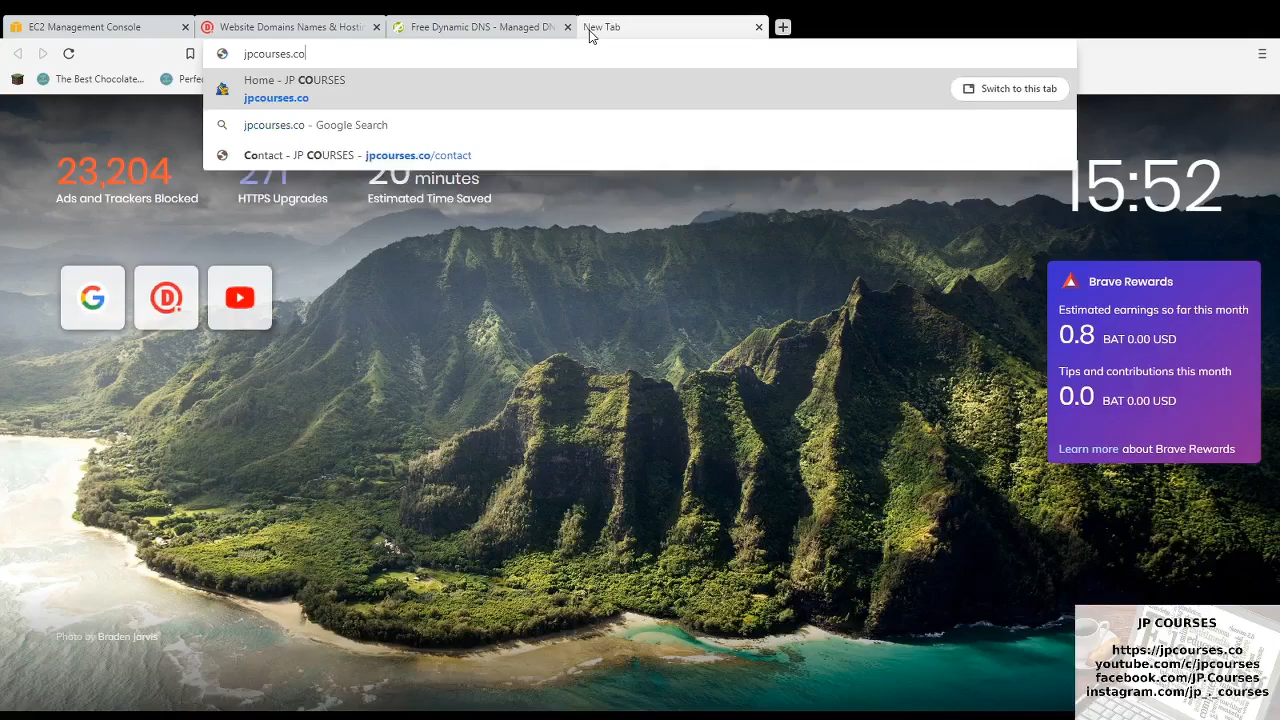 EC2 Management Console
Website Domains Names & Hostin
Free Dynamic DNS - Managed DN
New Tab
jpcourses.co
The Best Chocolate...
Perfe
Home - JP COURSES
jpcourses.co
Switch to this tab
jpcourses.co - Google Search
Contact - JP COURSES - jpcourses.co/contact
23,204
Ads and Trackers Blocked
271
HTTPS Upgrades
20 minutes
Estimated Time Saved
15:52
Brave Rewards
Estimated earnings so far this month
0.8 BAT 0.00 USD
Tips and contributions this month
0.0 BAT 0.00 USD
Learn more about Brave Rewards
Photo by Braden Jarvis
JP COURSES
https://jpcourses.co
youtube.com/c/jpcourses
facebook.com/JP.Courses
instagram.com/jp_._courses